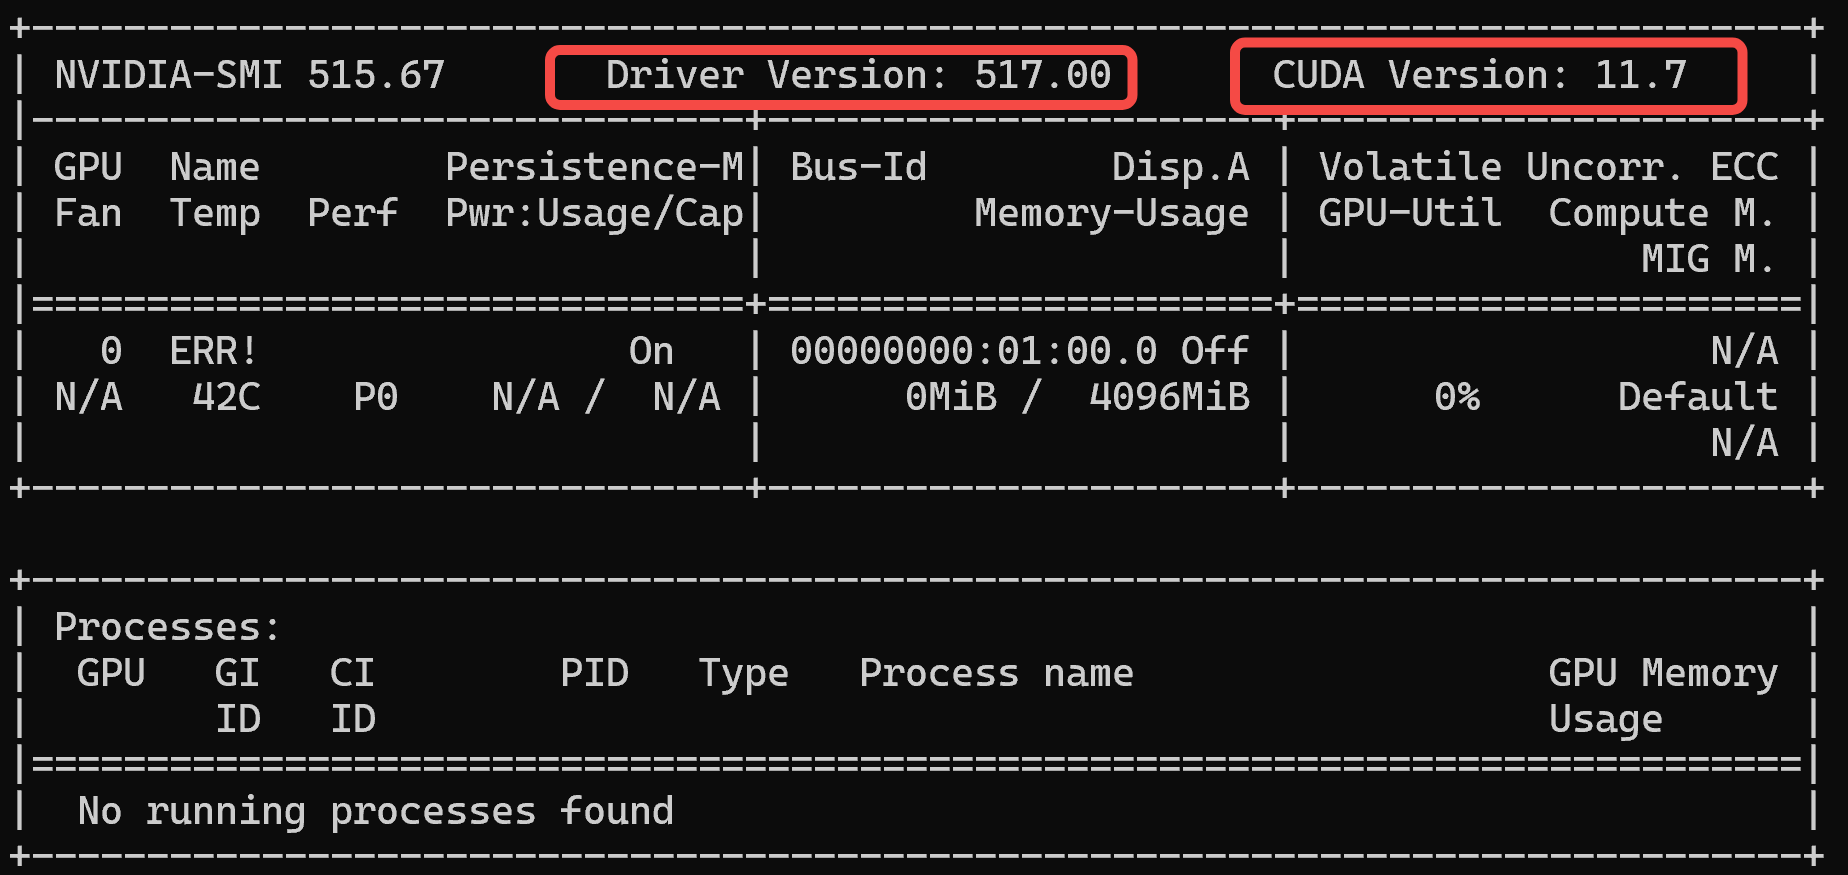 +-----------------------------------------------------------------------------+
| NVIDIA-SMI 515.67       Driver Version: 517.00       CUDA Version: 11.7     |
|-------------------------------+----------------------+----------------------+
| GPU  Name        Persistence-M| Bus-Id        Disp.A | Volatile Uncorr. ECC |
| Fan  Temp  Perf  Pwr:Usage/Cap|         Memory-Usage | GPU-Util  Compute M. |
|                               |                      |               MIG M. |
|===============================+======================+======================|
|   0  ERR!                On   | 00000000:01:00.0 Off |                  N/A |
| N/A   42C    P0    N/A /  N/A |      0MiB /  4096MiB |      0%      Default |
|                               |                      |                  N/A |
+-------------------------------+----------------------+----------------------+

+-----------------------------------------------------------------------------+
| Processes:                                                                  |
|  GPU   GI   CI        PID   Type   Process name                  GPU Memory |
|        ID   ID                                                   Usage      |
|=============================================================================|
|  No running processes found                                                 |
+-----------------------------------------------------------------------------+